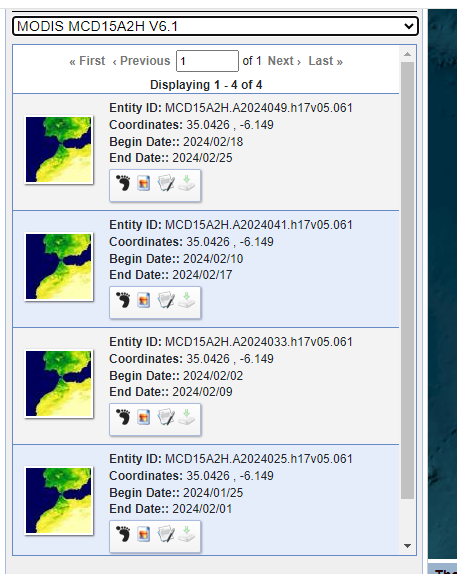 MODIS MCD15A2H V6.1
« First ‹ Previous 1 of 1 Next › Last »
Displaying 1 - 4 of 4
Entity ID: MCD15A2H.A2024049.h17v05.061
Coordinates: 35.0426 , -6.149
Begin Date:: 2024/02/18
End Date:: 2024/02/25
Entity ID: MCD15A2H.A2024041.h17v05.061
Coordinates: 35.0426 , -6.149
Begin Date:: 2024/02/10
End Date:: 2024/02/17
Entity ID: MCD15A2H.A2024033.h17v05.061
Coordinates: 35.0426 , -6.149
Begin Date:: 2024/02/02
End Date:: 2024/02/09
Entity ID: MCD15A2H.A2024025.h17v05.061
Coordinates: 35.0426 , -6.149
Begin Date:: 2024/01/25
End Date:: 2024/02/01